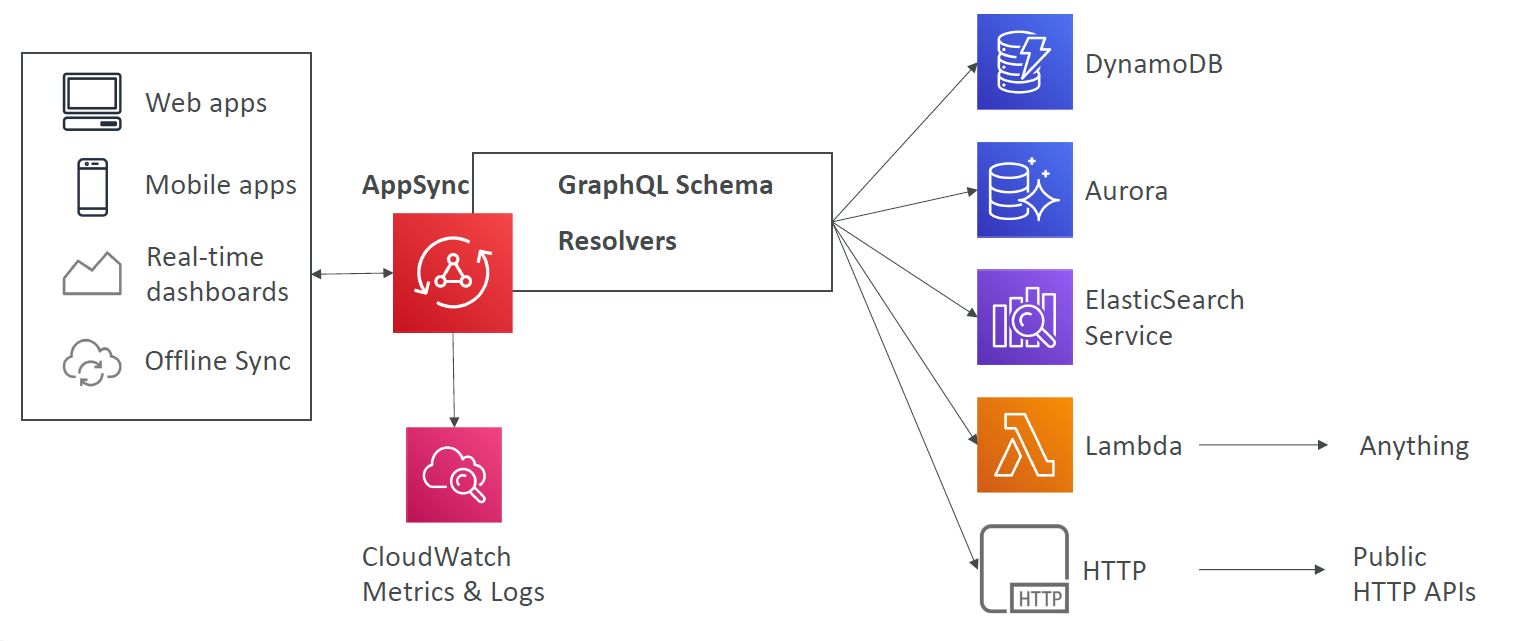 Web apps
Mobile apps
Real-time
dashboards
Offline Sync
AppSync
GraphQL Schema
Resolvers
CloudWatch
Metrics & Logs
DynamoDB
Aurora
ElasticSearch
Service
Lambda
Anything
HTTP
HTTP
Public
HTTP APIs